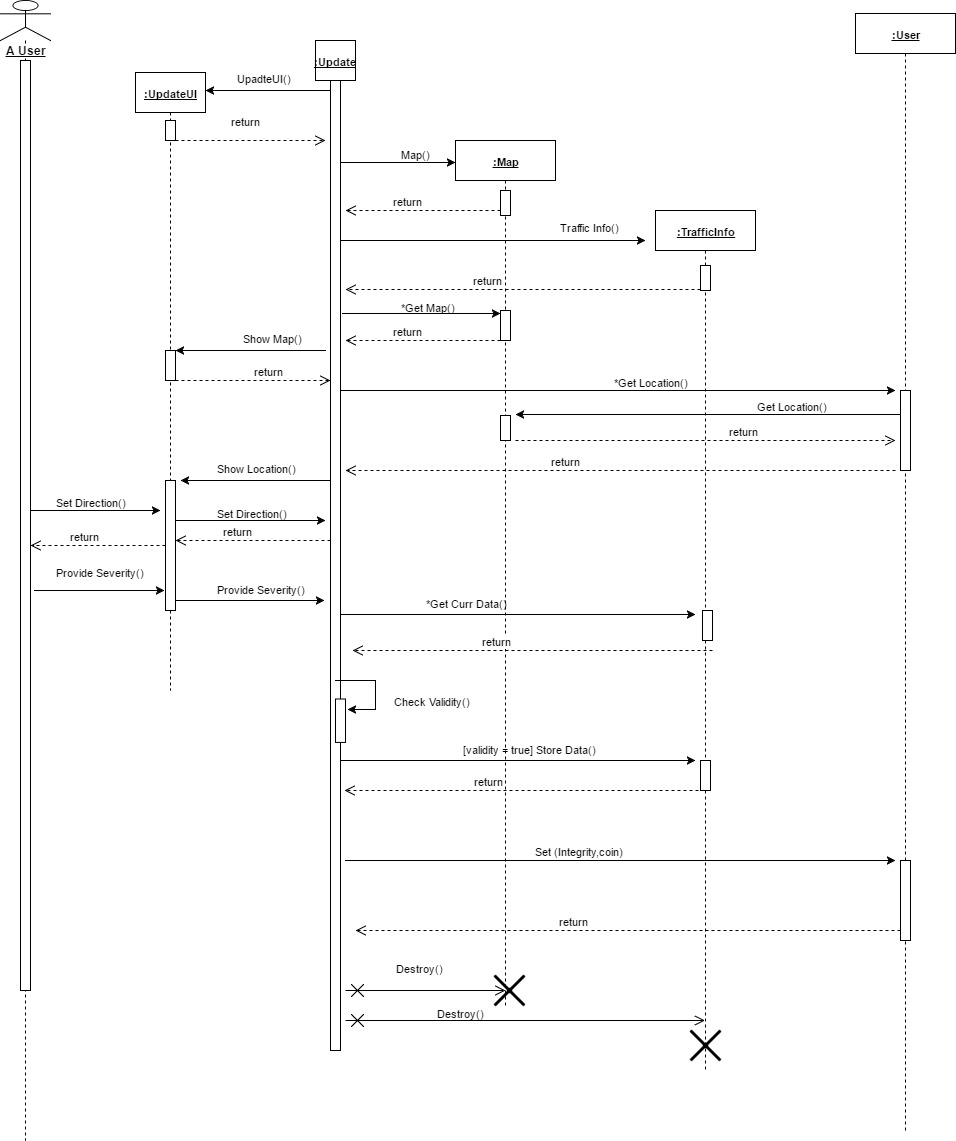 A User
:Update
:User
:UpdateUI
UpadteUI()
return
Map()
:Map
return
Traffic Info()
:TrafficInfo
return
*Get Map()
return
Show Map()
return
*Get Location()
Get Location()
return
return
Show Location()
Set Direction()
Set Direction()
return
return
Provide Severity()
Provide Severity()
*Get Curr Data()
return
Check Validity()
[validity = true] Store Data()
return
Set (Integrity,coin)
return
Destroy()
Destroy()